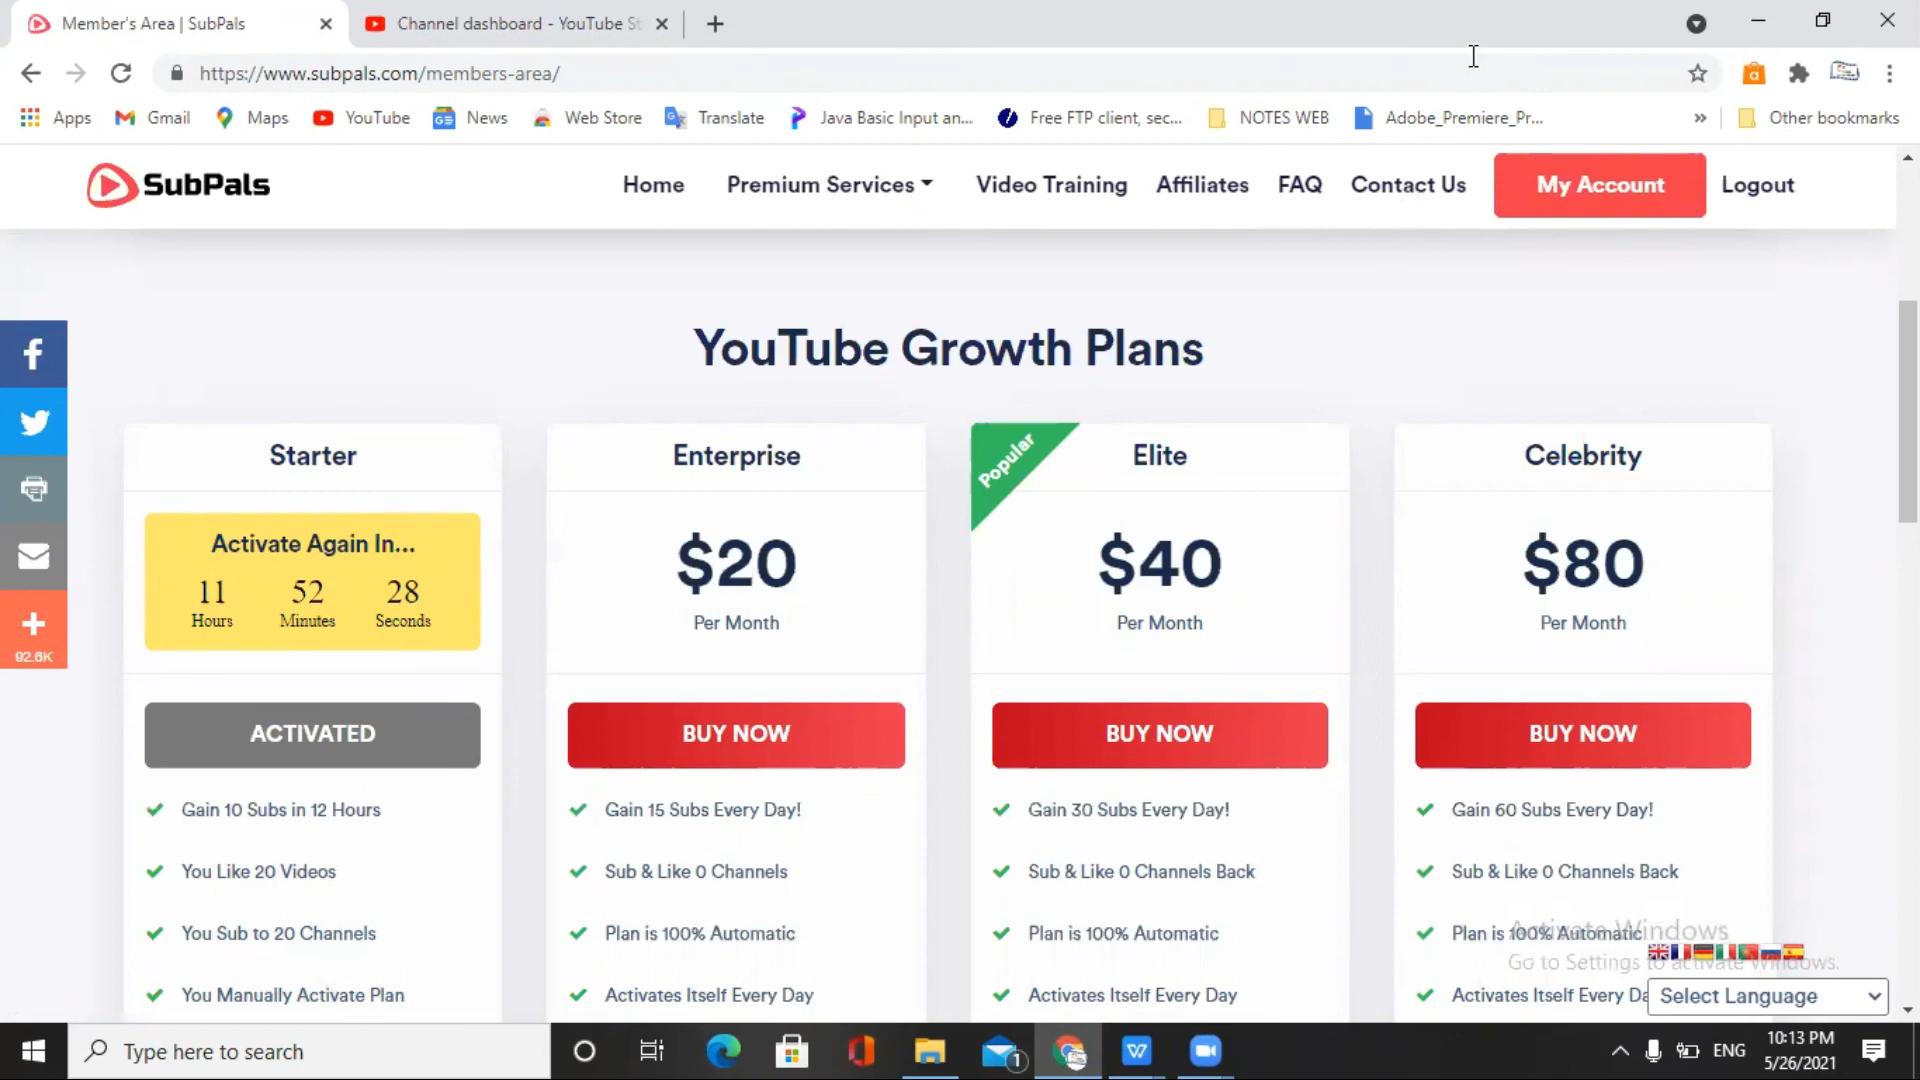 Member's Area | SubPals
Channel dashboard - YouTube St
https://www.subpals.com/members-area/
Apps
Gmail
Maps
YouTube
News
Web Store
Translate
Java Basic Input an...
Free FTP client, sec...
NOTES WEB
Adobe_Premiere_Pr...
Other bookmarks
SubPals
Home
Premium Services
Video Training
Affiliates
FAQ
Contact Us
My Account
Logout
YouTube Growth Plans
92.6K
Starter
Activate Again In...
11 52 28
Hours Minutes Seconds
ACTIVATED
Gain 10 Subs in 12 Hours
You Like 20 Videos
You Sub to 20 Channels
You Manually Activate Plan
Enterprise
$20
Per Month
BUY NOW
Gain 15 Subs Every Day!
Sub & Like 0 Channels
Plan is 100% Automatic
Activates Itself Every Day
Popular
Elite
$40
Per Month
BUY NOW
Gain 30 Subs Every Day!
Sub & Like 0 Channels Back
Plan is 100% Automatic
Activates Itself Every Day
Celebrity
$80
Per Month
BUY NOW
Gain 60 Subs Every Day!
Sub & Like 0 Channels Back
Plan is 100% Automatic
Activates Itself Every Da
Activate Windows
Go to Settings to activate Windows.
Select Language
Type here to search
1
ENG
10:13 PM
5/26/2021